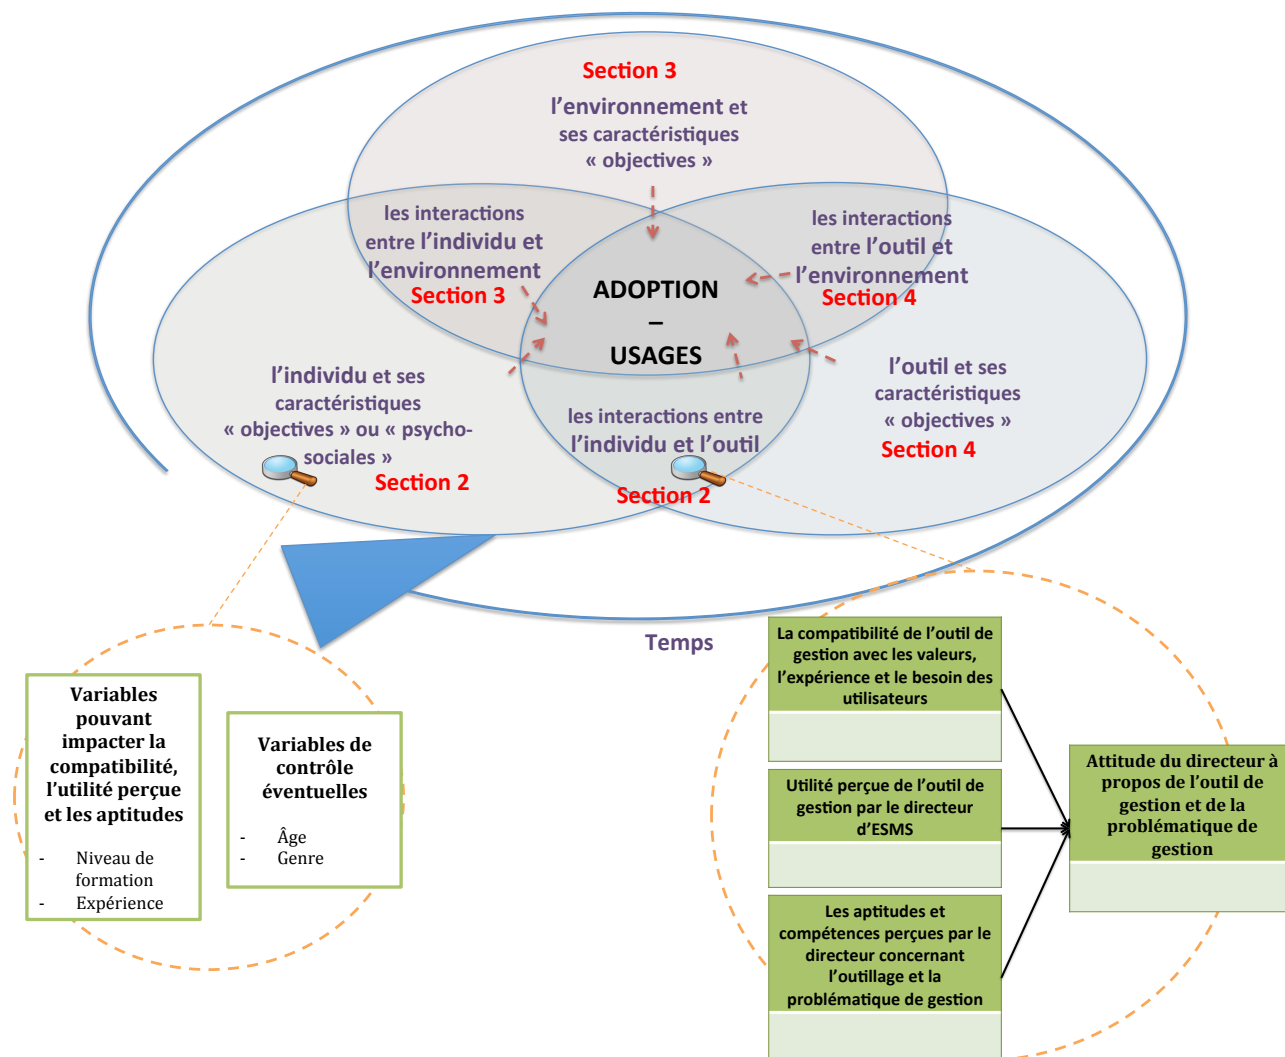 Section 3
l'environnement et
ses caractéristiques
« objectives »
les interactions
entre l'individu et
l'environnement
Section 3
les interactions
entre l'outil et
l'environnement
Section 4
ADOPTION
–
USAGES
l'individu et ses
caractéristiques
« objectives » ou « psycho-
sociales »
Section 2
les interactions entre
l'individu et l'outil
Section 2
l'outil et ses
caractéristiques
« objectives »
Section 4
Temps
Variables
pouvant
impacter la
compatibilité,
l'utilité perçue
et les aptitudes
- Niveau de
formation
- Expérience
Variables de
contrôle
éventuelles
- Âge
- Genre
La compatibilité de l'outil de
gestion avec les valeurs,
l'expérience et le besoin des
utilisateurs
Utilité perçue de l'outil de
gestion par le directeur
d'ESMS
Les aptitudes et
compétences perçues par le
directeur concernant
l'outillage et la
problématique de gestion
Attitude du directeur à
propos de l'outil de
gestion et de la
problématique de
gestion